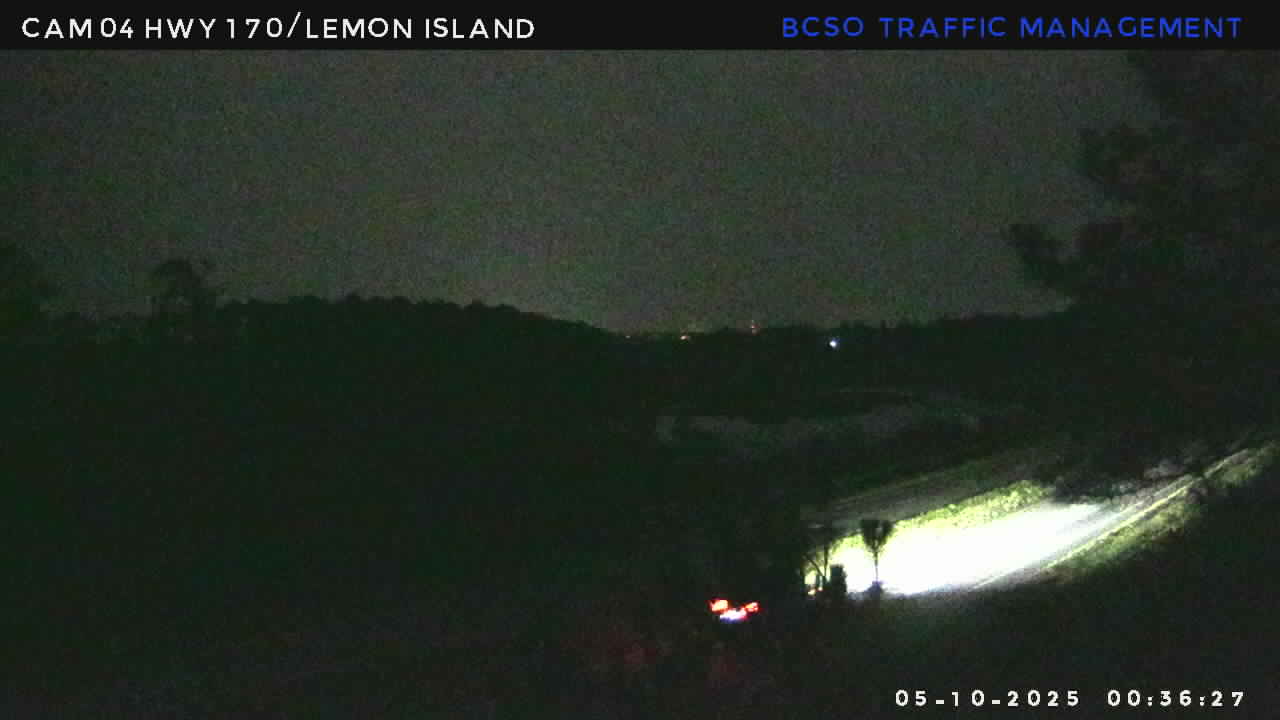 CAM04 HWY 170/LEMON ISLAND
BCSO TRAFFIC MANAGEMENT
05-10-2025 00:36:27